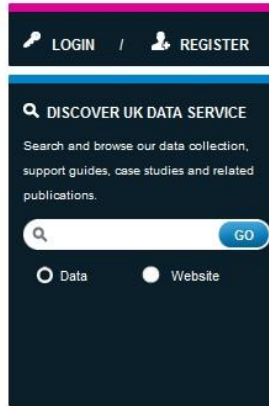 LOGIN / REGISTER
DISCOVER UK DATA SERVICE
Search and browse our data collection,
support guides, case studies and related
publications.
GO
Data Website